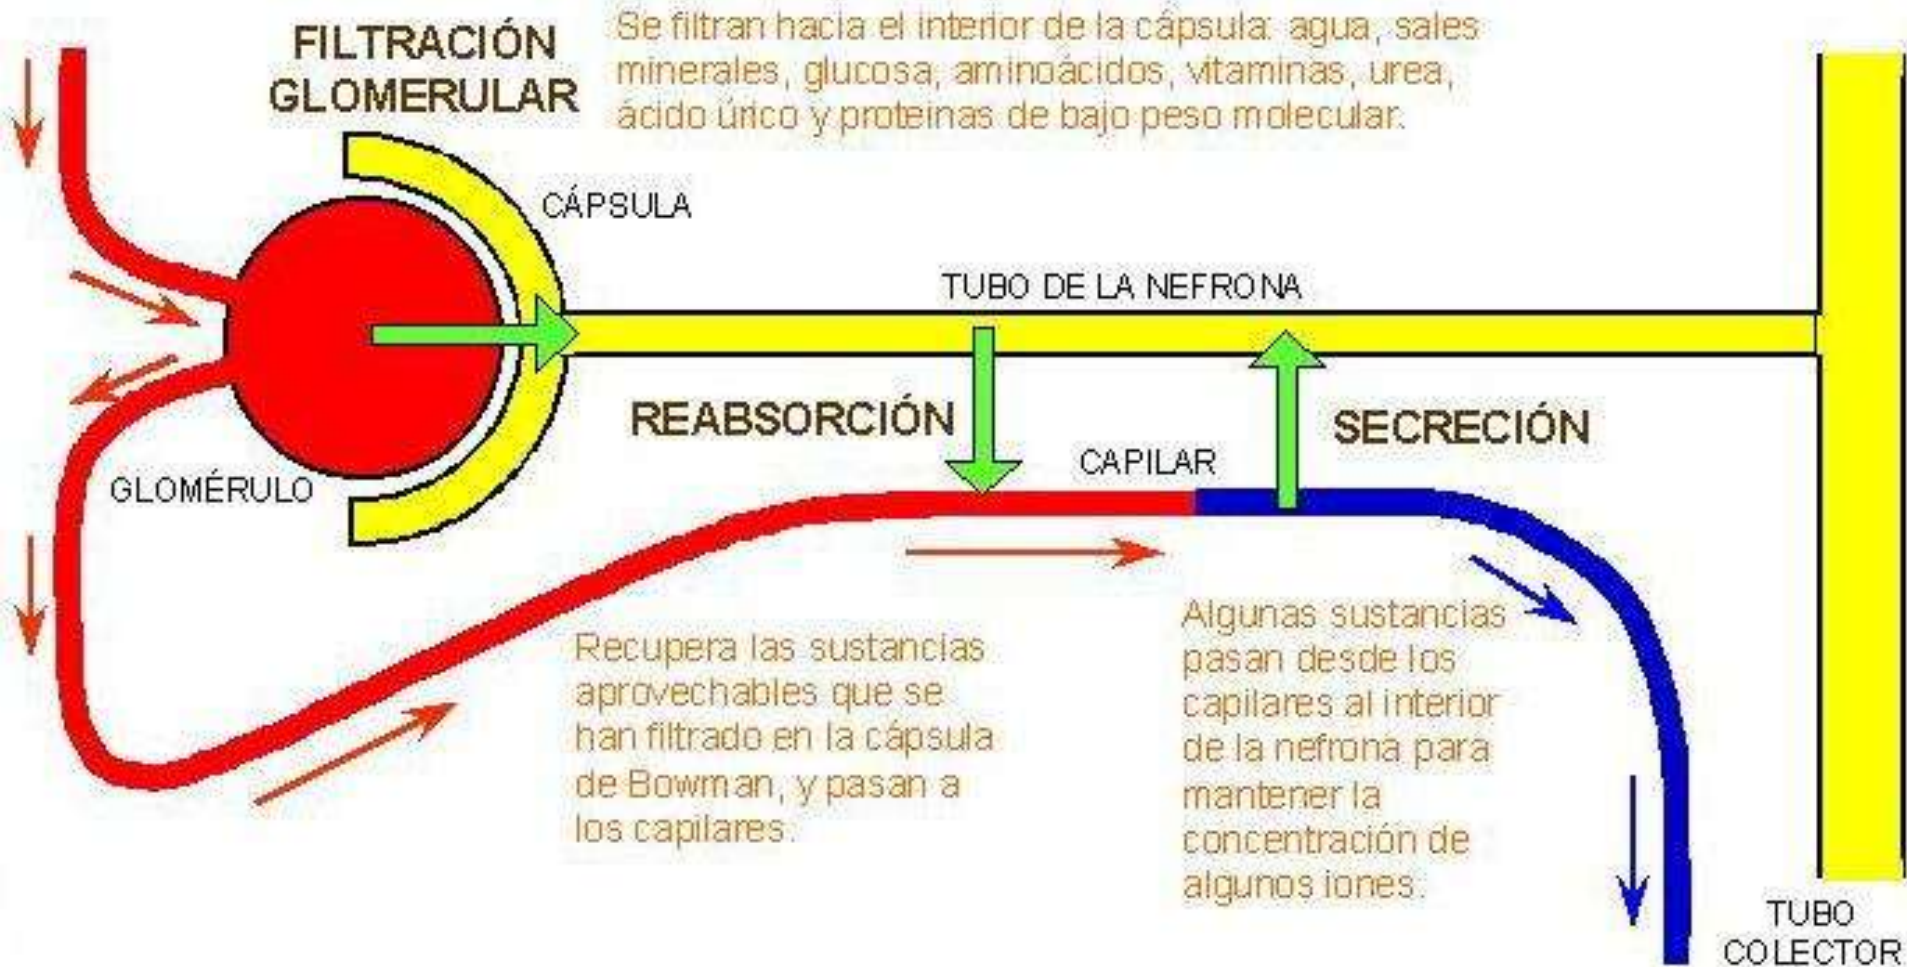 FILTRACIÓN
GLOMERULAR
Se filtran hacia el interior de la cápsula: agua, sales
minerales, glucosa, aminoácidos, vitaminas, urea,
ácido úrico y proteinas de bajo peso molecular.
CÁPSULA
TUBO DE LA NEFRONA
REABSORCIÓN
SECRECIÓN
CAPILAR
GLOMÉRULO
Recupera las sustancias
aprovechables que se
han filtrado en la cápsula
de Bowman, y pasan a
los capilares.
Algunas sustancias
pasan desde los
capilares al interior
de la nefrona para
mantener la
concentración de
algunos iones.
TUBO
COLECTOR